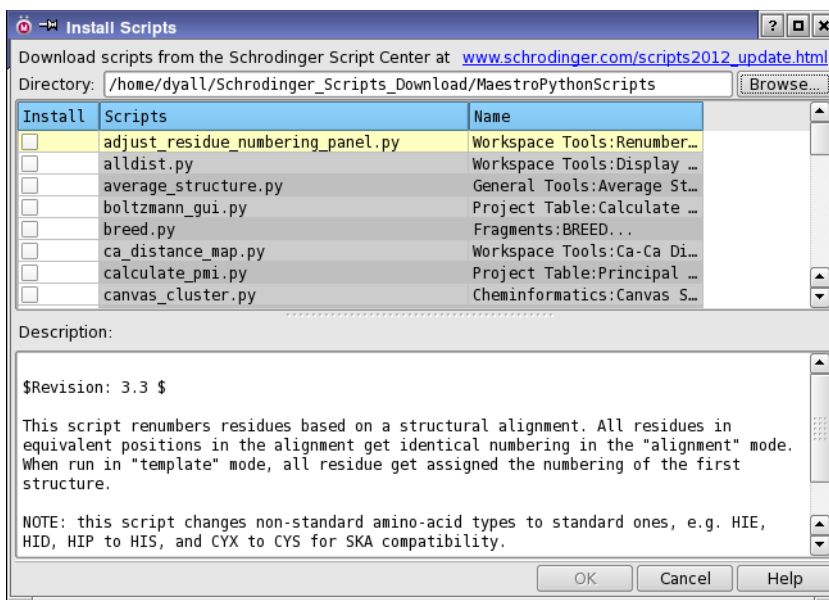 Install Scripts
Download scripts from the Schrodinger Script Center at www.schrodinger.com/scripts2012_update.html
Directory: /home/dyall/Schrodinger_Scripts_Download/MaestroPythonScripts Browse...
Install Scripts Name
adjust_residue_numbering_panel.py Workspace Tools:Renumber…
alldist.py Workspace Tools:Display …
average_structure.py General Tools:Average St…
boltzmann_gui.py Project Table:Calculate …
breed.py Fragments:BREED...
ca_distance_map.py Workspace Tools:Ca-Ca Di…
calculate_pmi.py Project Table:Principal …
canvas_cluster.py Cheminformatics:Canvas S…
Description:
$Revision: 3.3 $
This script renumbers residues based on a structural alignment. All residues in
equivalent positions in the alignment get identical numbering in the "alignment" mode.
When run in "template" mode, all residue get assigned the numbering of the first
structure.
NOTE: this script changes non-standard amino-acid types to standard ones, e.g. HIE,
HID, HIP to HIS, and CYX to CYS for SKA compatibility.
OK Cancel Help